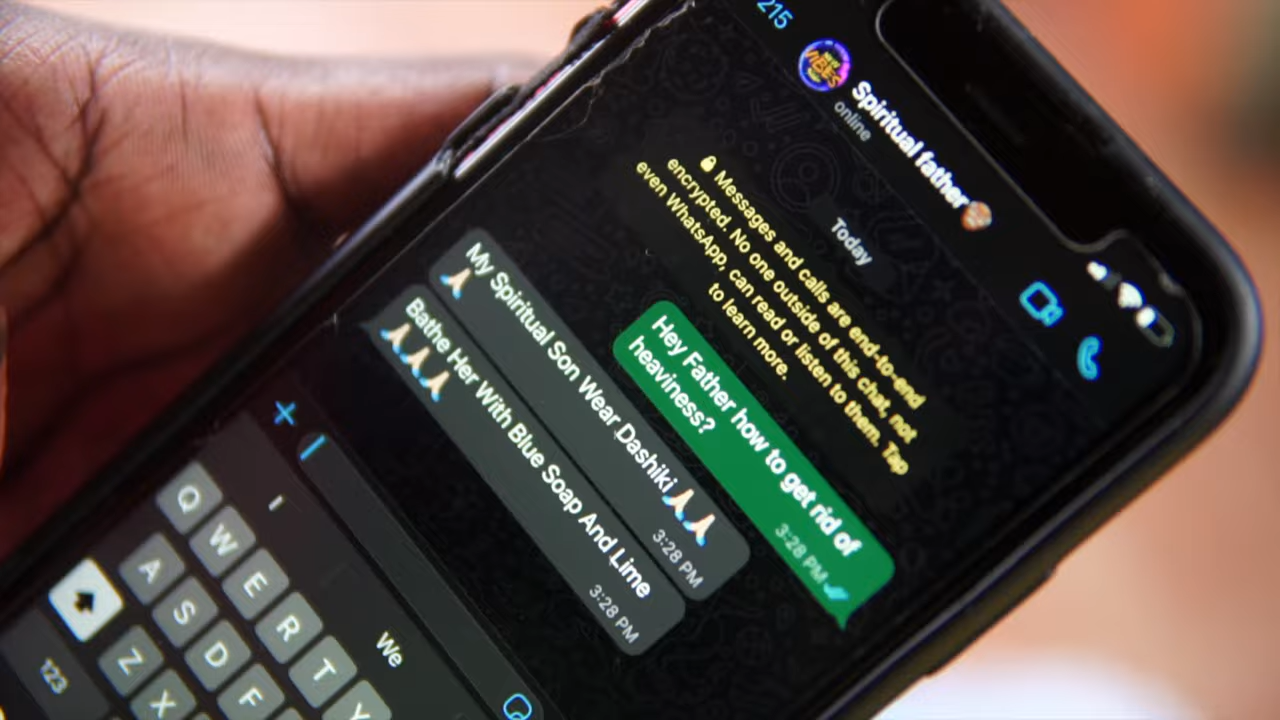 215
VIBES
Spiritual father
online
Today
Messages and calls are end-to-end
encrypted. No one outside of this chat, not
even WhatsApp, can read or listen to them. Tap
to learn more.
Hey Father how to get rid of
heaviness?
3:28 PM
My Spiritual Son Wear Dashiki🙏🏼🙏🏼
🙏🏼
3:28 PM
Bathe Her With Blue Soap And Lime
🙏🏼🙏🏼🙏🏼
3:28 PM
I
We
Q W E R T Y
A S D F
Z X
123